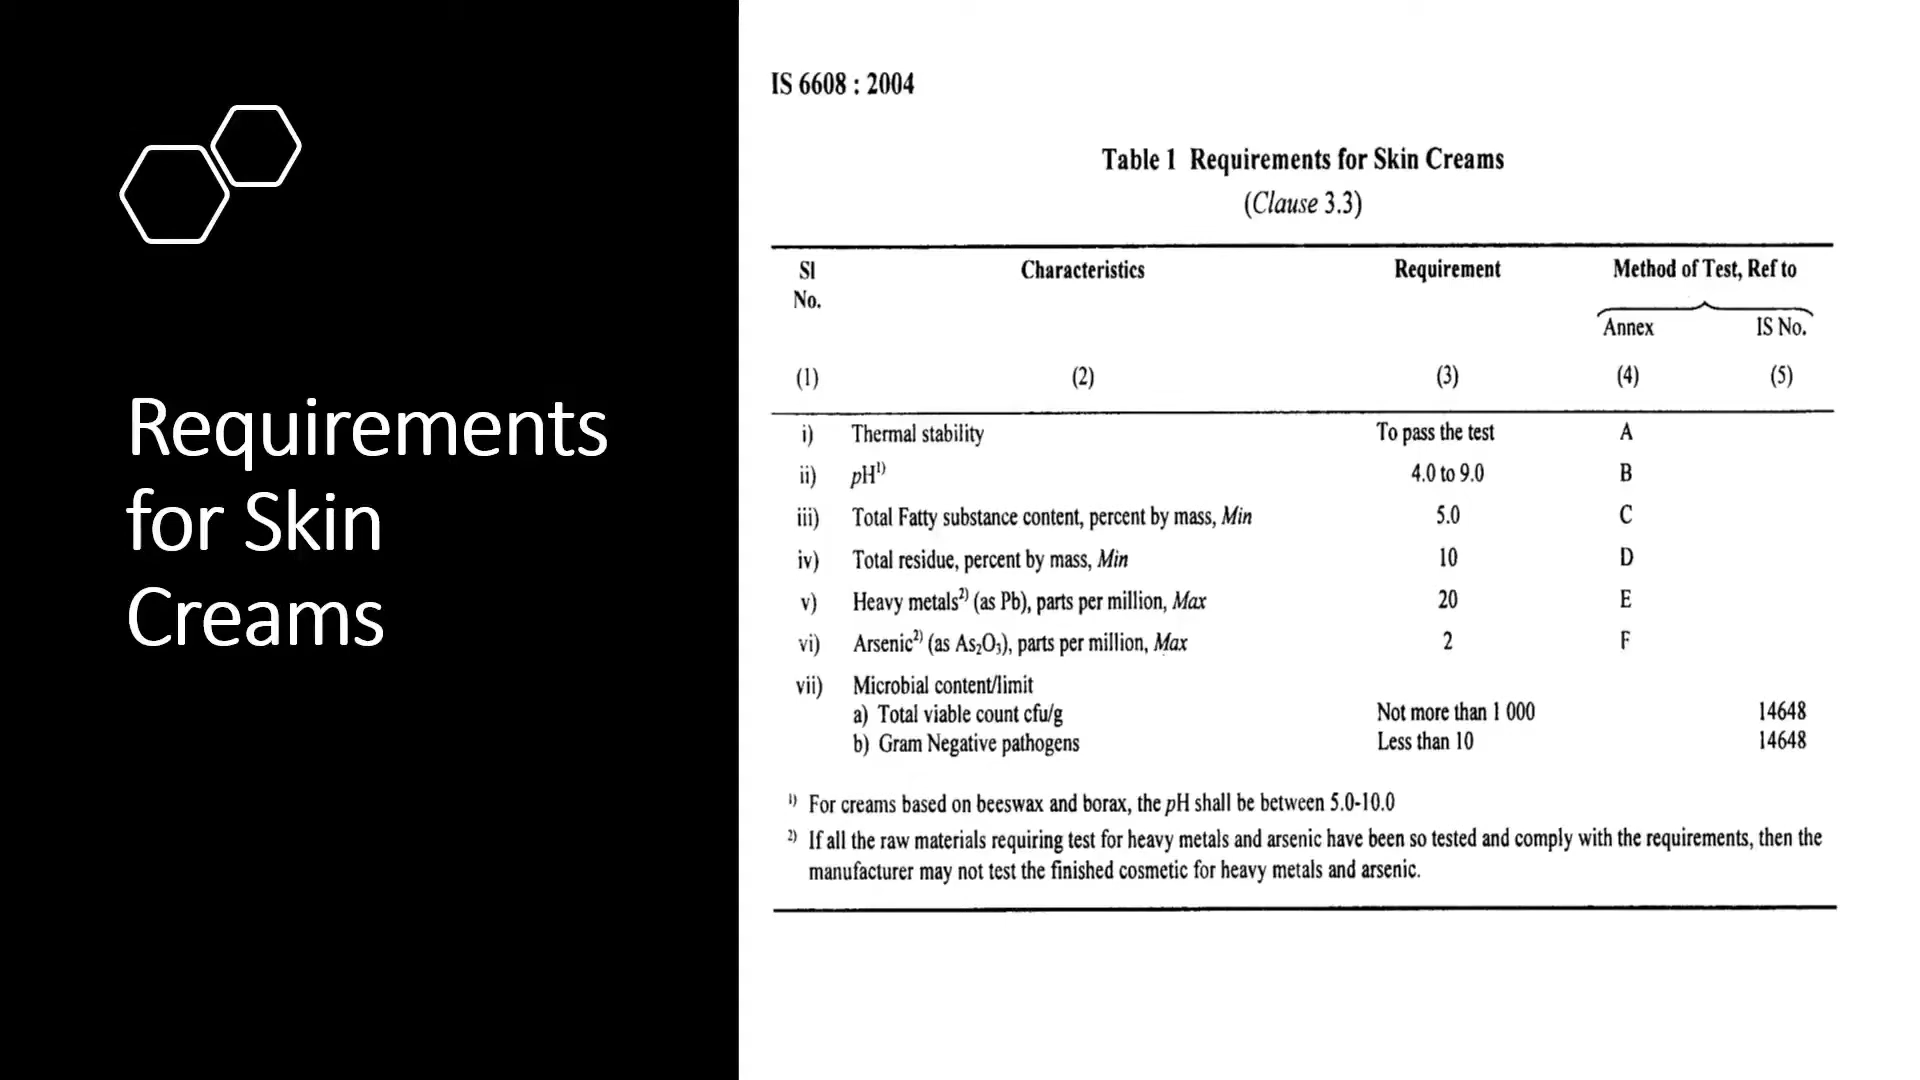 Requirements
for Skin
Creams
IS 6608 : 2004
Table 1 Requirements for Skin Creams
(Clause 3.3)
Sl No. Characteristics Requirement Method of Test, Ref to
Annex IS No.
(1) (2) (3) (4) (5)
i) Thermal stability To pass the test A
ii) pH¹⁾ 4.0 to 9.0 B
iii) Total Fatty substance content, percent by mass, Min 5.0 C
iv) Total residue, percent by mass, Min 10 D
v) Heavy metals²⁾ (as Pb), parts per million, Max 20 E
vi) Arsenic²⁾ (as As₂O₃), parts per million, Max 2 F
vii) Microbial content/limit
a) Total viable count cfu/g Not more than 1 000 14648
b) Gram Negative pathogens Less than 10 14648
¹⁾ For creams based on beeswax and borax, the pH shall be between 5.0-10.0
²⁾ If all the raw materials requiring test for heavy metals and arsenic have been so tested and comply with the requirements, then the
manufacturer may not test the finished cosmetic for heavy metals and arsenic.